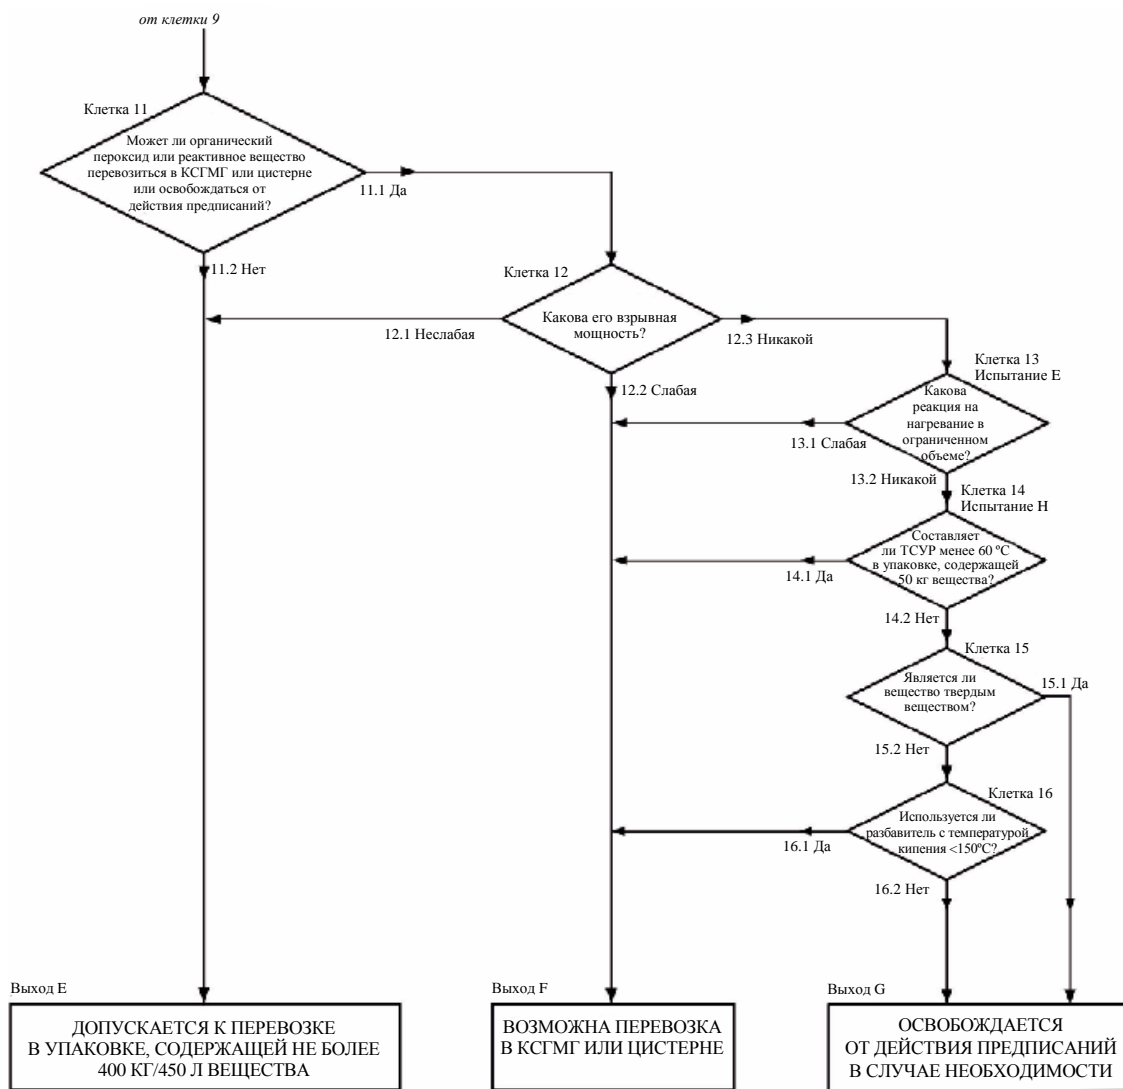 от клетки 9
Клетка 11
Может ли органический
пероксид или реактивное вещество
перевозиться в КСГМГ или цистерне
или освобождаться от
действия предписаний?
11.1 Да
11.2 Нет
Клетка 12
Какова его взрывная
мощность?
12.1 Неслабая
12.3 Никакой
12.2 Слабая
Клетка 13
Испытание E
Какова
реакция на
нагревание в
ограниченном
объеме?
13.1 Слабая
13.2 Никакой
Клетка 14
Испытание H
Составляет
ли ТСУР менее 60 ºC
в упаковке, содержащей
50 кг вещества?
14.1 Да
14.2 Нет
Клетка 15
Является ли
вещество твердым
веществом?
15.1 Да
15.2 Нет
Клетка 16
Используется ли
разбавитель с температурой
кипения <150ºC?
16.1 Да
16.2 Нет
Выход E
ДОПУСКАЕТСЯ К ПЕРЕВОЗКЕ
В УПАКОВКЕ, СОДЕРЖАЩЕЙ НЕ БОЛЕЕ
400 КГ/450 Л ВЕЩЕСТВА
Выход F
ВОЗМОЖНА ПЕРЕВОЗКА
В КСГМГ ИЛИ ЦИСТЕРНЕ
Выход G
ОСВОБОЖДАЕТСЯ
ОТ ДЕЙСТВИЯ ПРЕДПИСАНИЙ
В СЛУЧАЕ НЕОБХОДИМОСТИ